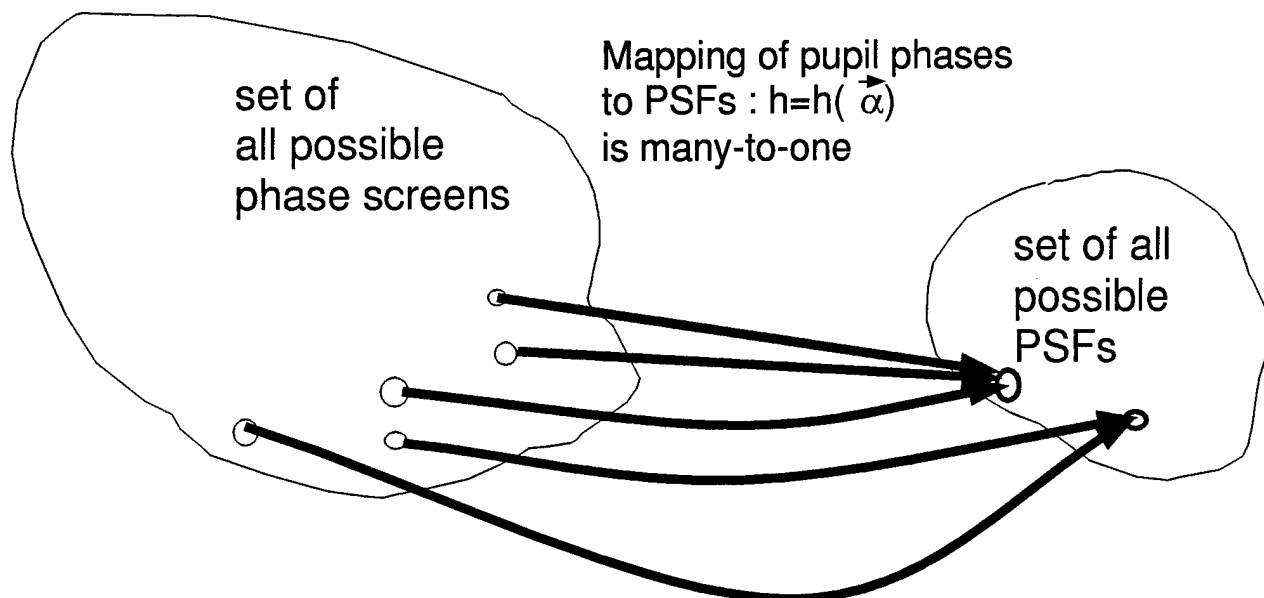 set of
all possible
phase screens
Mapping of pupil phases
to PSFs : h=h( α⃗)
is many-to-one
set of all
possible
PSFs